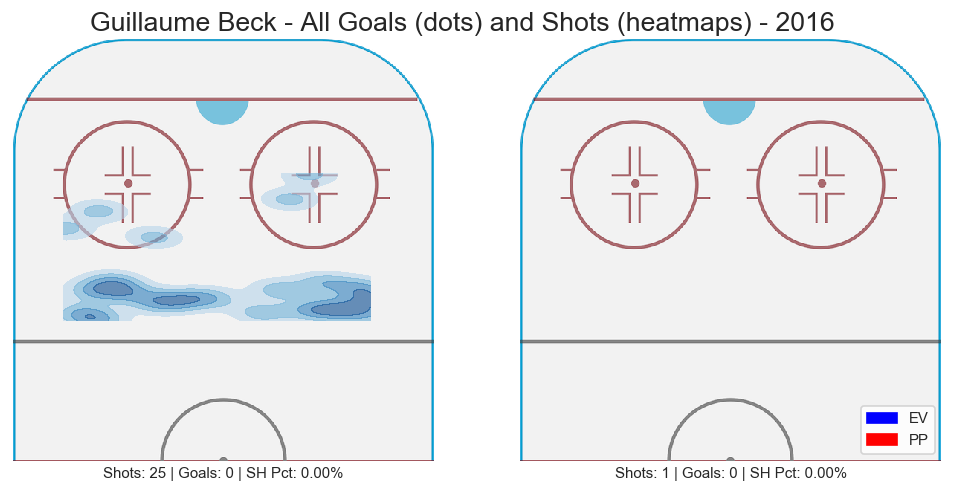 Guillaume Beck - All Goals (dots) and Shots (heatmaps) - 2016
EV
PP
Shots: 25 | Goals: 0 | SH Pct: 0.00%
Shots: 1 | Goals: 0 | SH Pct: 0.00%